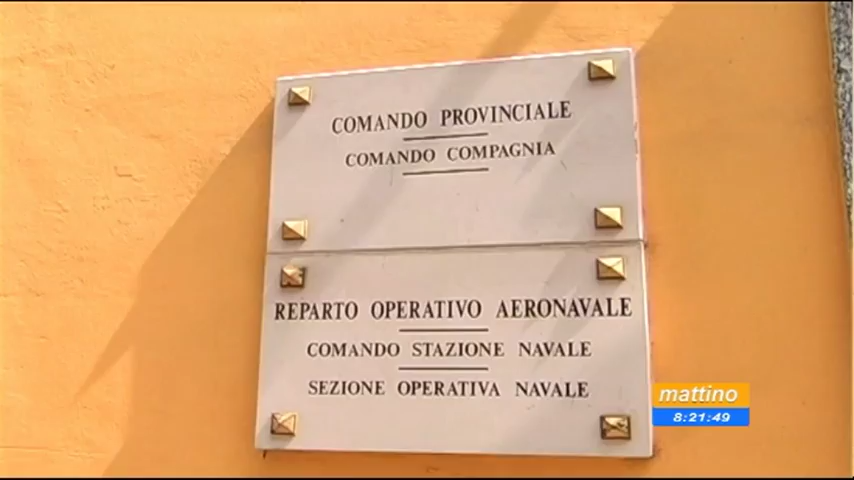 COMANDO PROVINCIALE
COMANDO COMPAGNIA
REPARTO OPERATIVO AERONAVALE
COMANDO STAZIONE NAVALE
SEZIONE OPERATIVA NAVALE
mattino
8:21:49